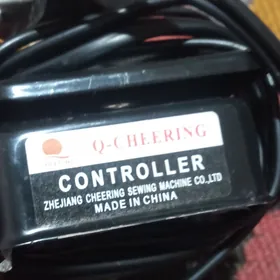 Q-CHEERING
CONTROLLER
ZHEJIANG CHEERING SEWING MACHINE CO.,LTD
MADE IN CHINA